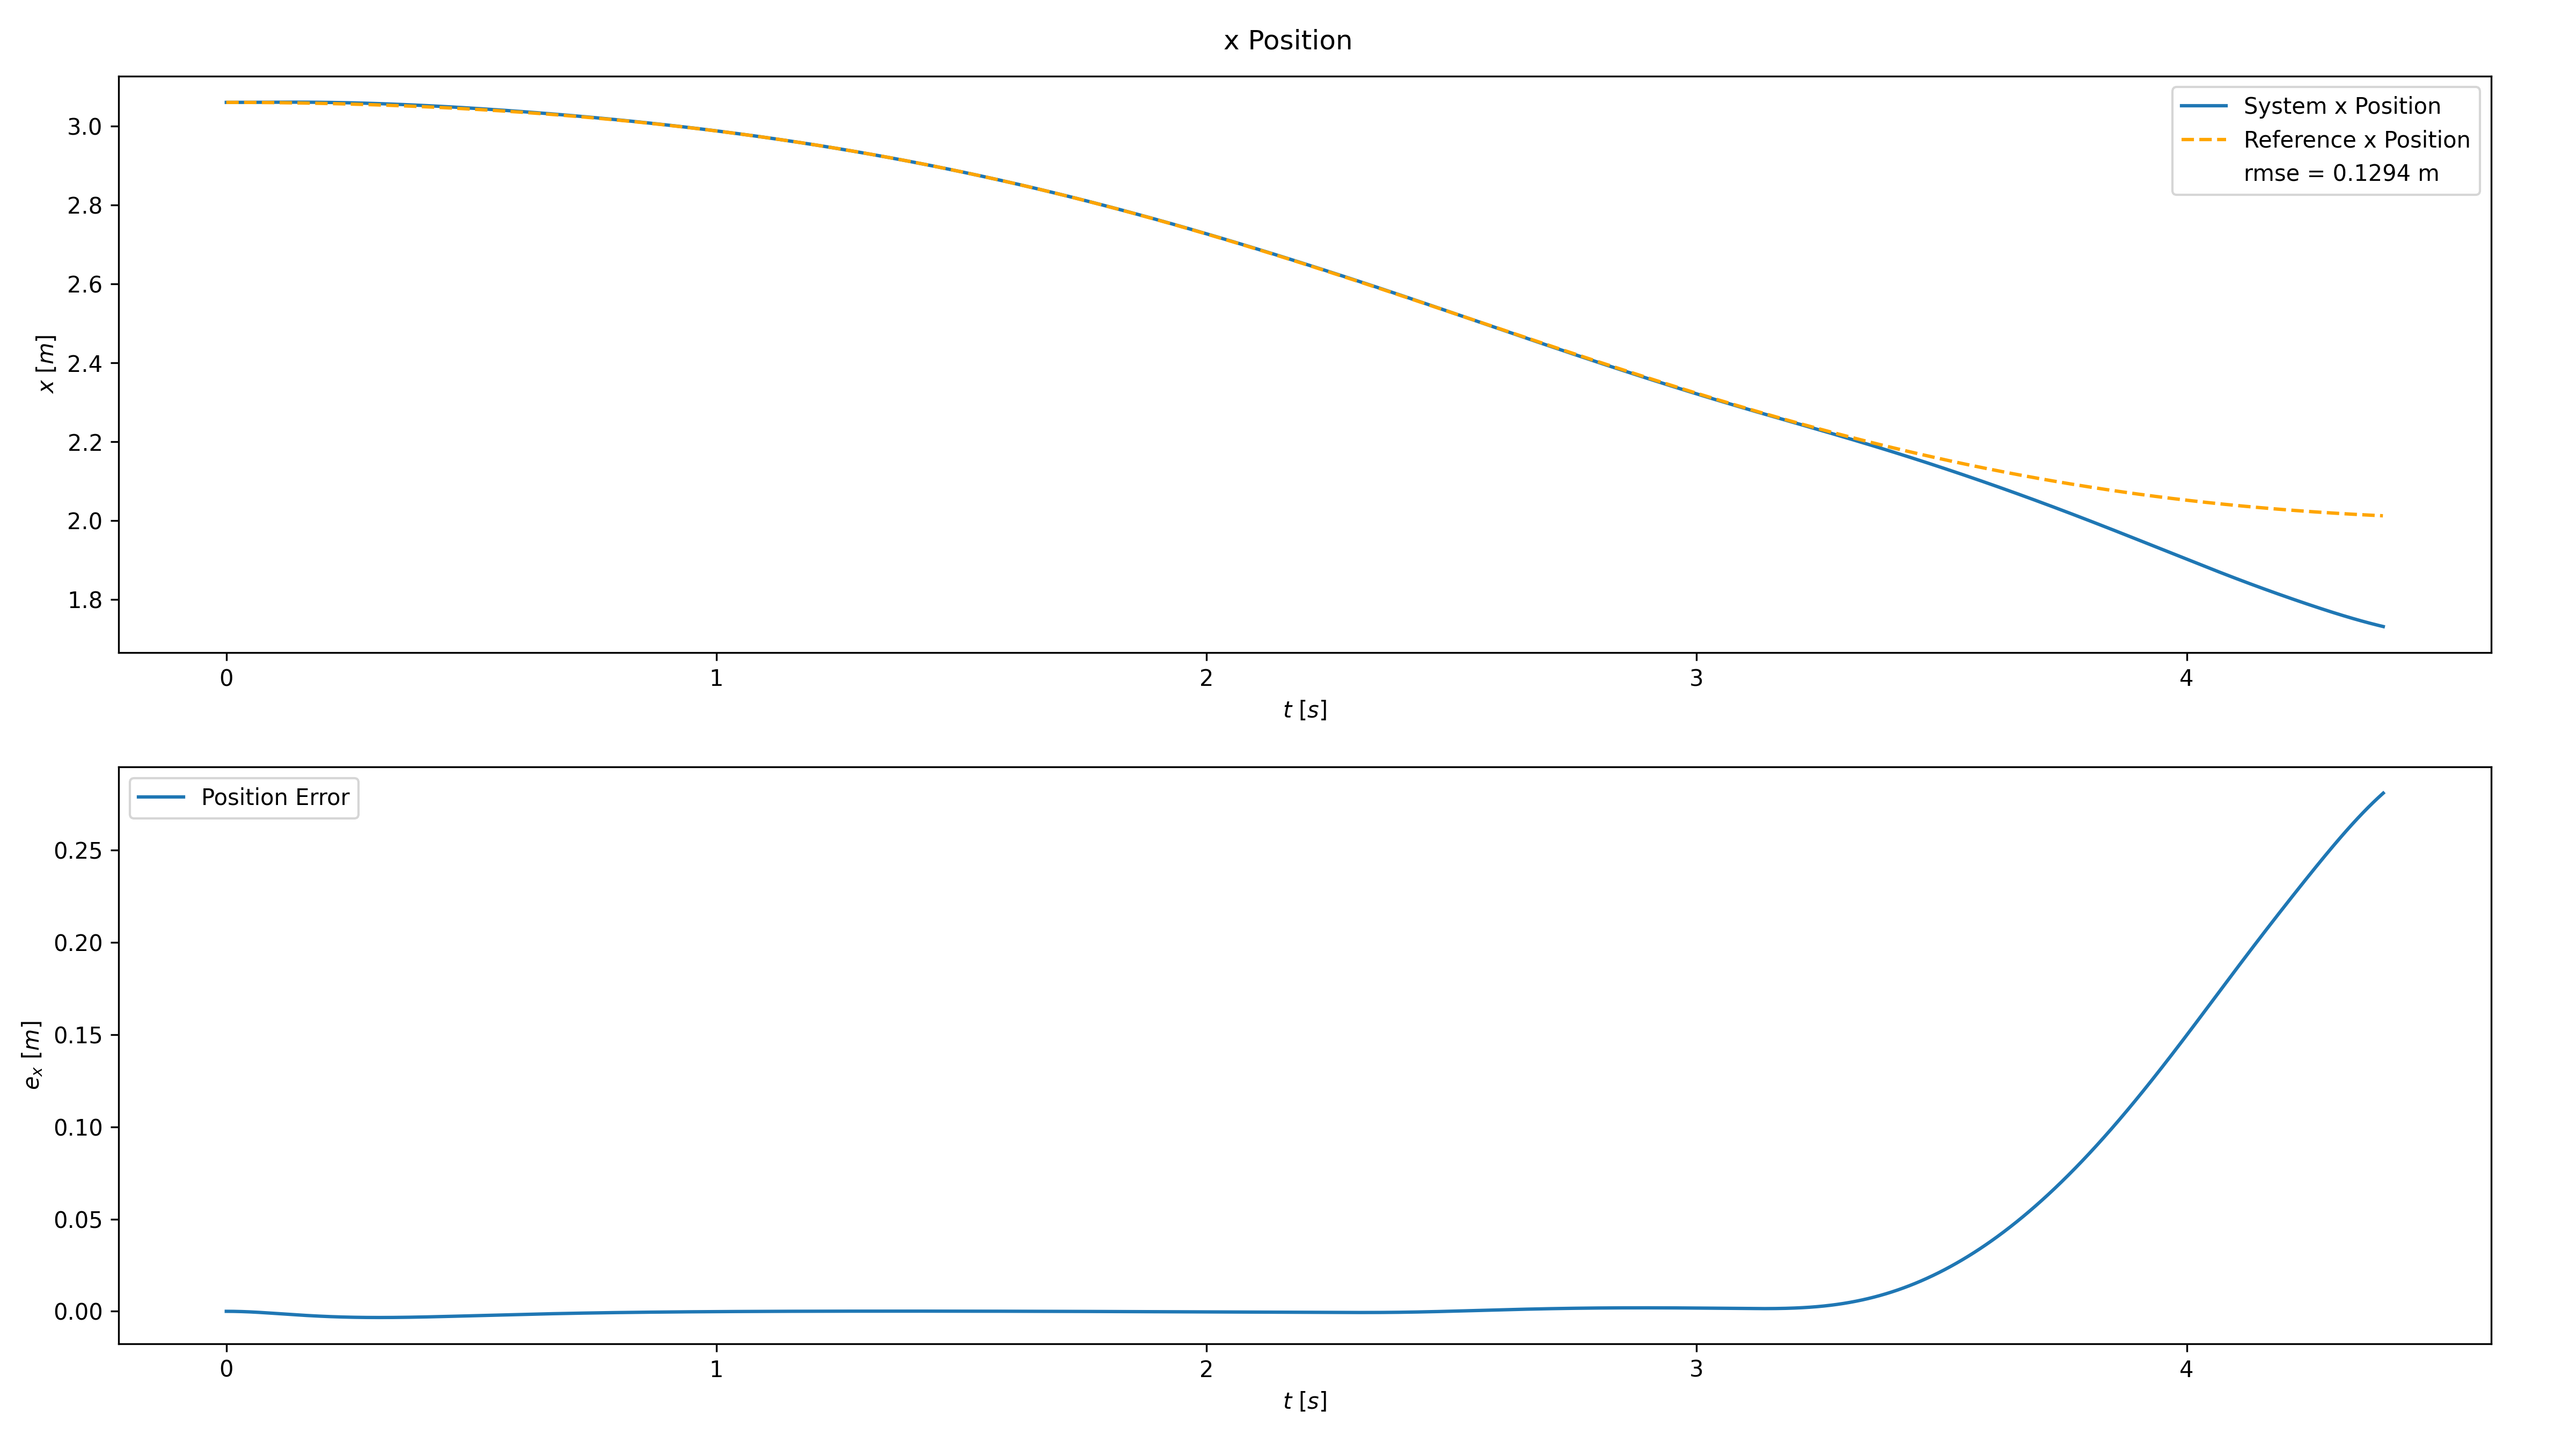 x Position
System x Position
Reference x Position
rmse = 0.1294 m
3.0
2.8
2.6
2.4
2.2
2.0
1.8
x [m]
0 1 2 3 4
t [s]
Position Error
0.25
0.20
0.15
0.10
0.05
0.00
eₓ [m]
0 1 2 3 4
t [s]